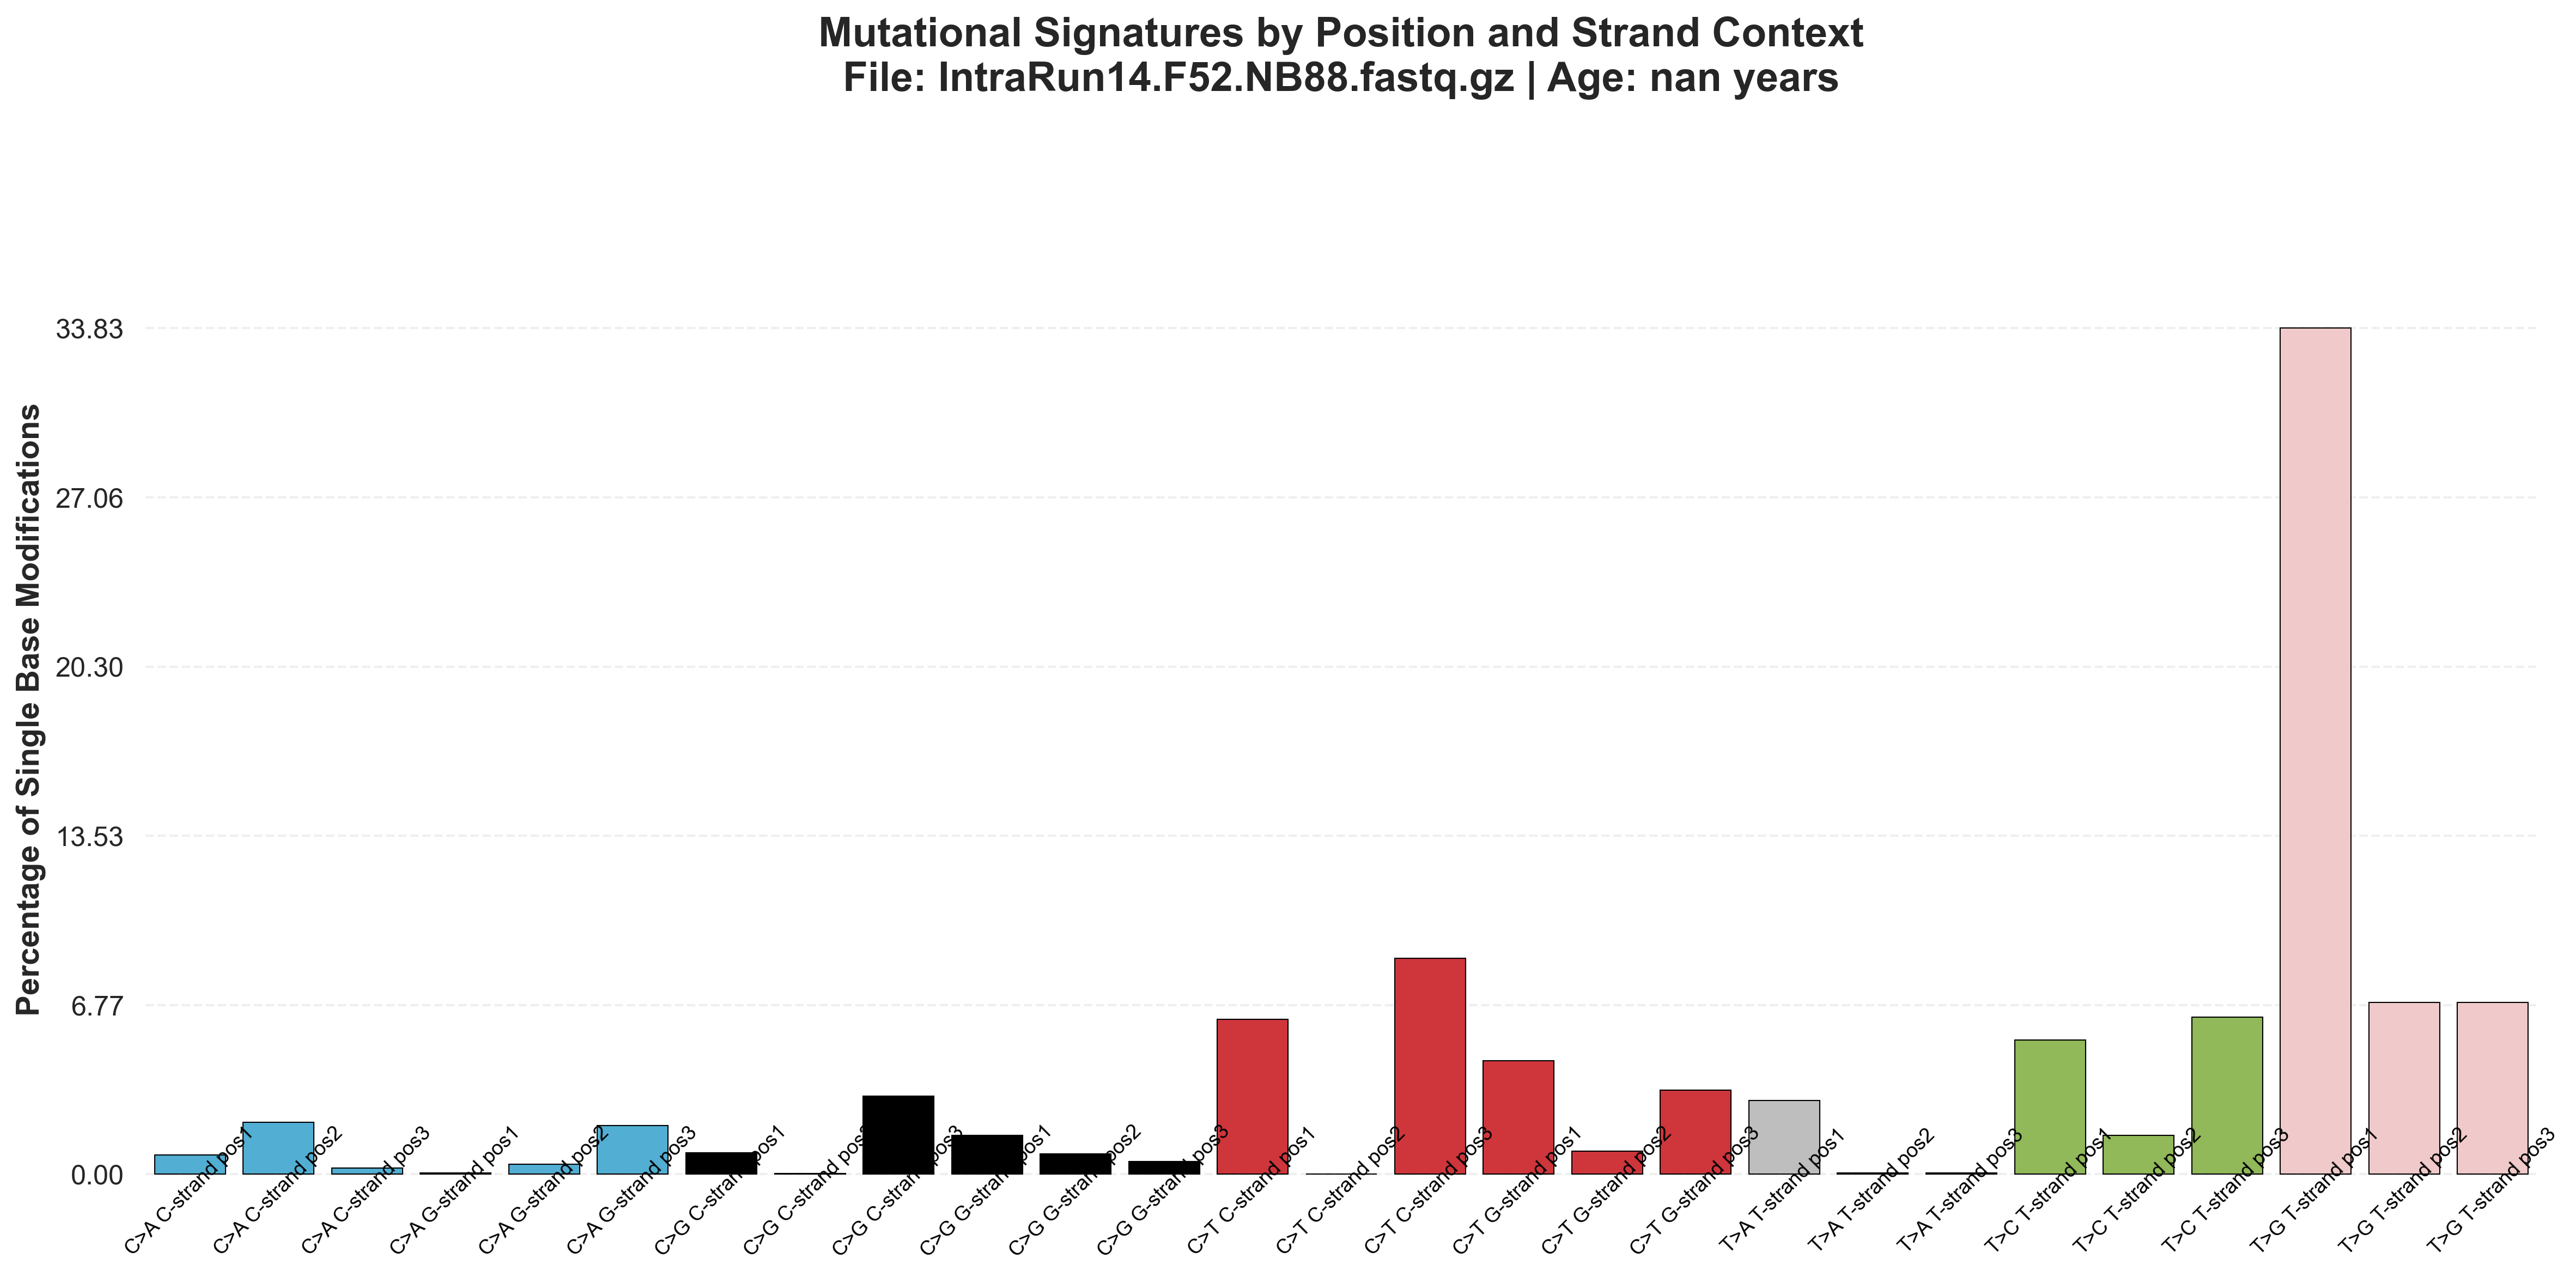 Mutational Signatures by Position and Strand Context
File: IntraRun14.F52.NB88.fastq.gz | Age: nan years
Percentage of Single Base Modifications
33.83
27.06
20.30
13.53
6.77
0.00
C>A C-strand pos1
C>A C-strand pos2
C>A C-strand pos3
C>A G-strand pos1
C>A G-strand pos2
C>A G-strand pos3
C>G C-strand pos1
C>G C-strand pos2
C>G C-strand pos3
C>G G-strand pos1
C>G G-strand pos2
C>G G-strand pos3
C>T C-strand pos1
C>T C-strand pos2
C>T C-strand pos3
C>T G-strand pos1
C>T G-strand pos2
C>T G-strand pos3
T>A T-strand pos1
T>A T-strand pos2
T>A T-strand pos3
T>C T-strand pos1
T>C T-strand pos2
T>C T-strand pos3
T>G T-strand pos1
T>G T-strand pos2
T>G T-strand pos3